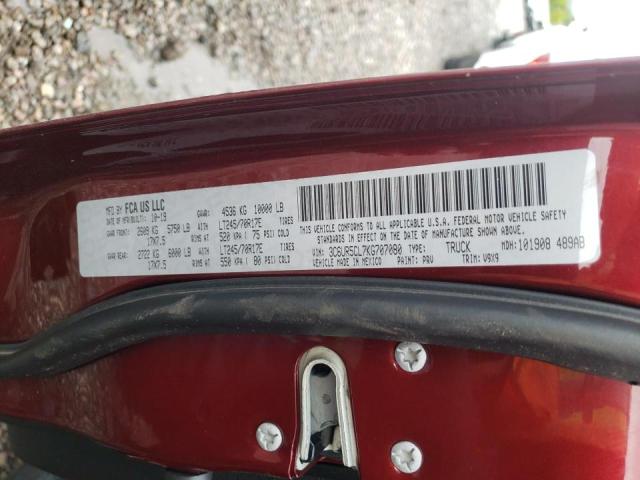 MFD BY FCA US LLC
DATE OF MFR/BUILT: 10-19
GVWR: 4536 KG 10000 LB
GAWR: 2608 KG 5750 LB WITH LT245/70R17E TIRES
17X7.5 RIMS AT 520 KPA ( 75 PSI) COLD
GAWR: 2722 KG 6000 LB WITH LT245/70R17E TIRES
17X7.5 RIMS AT 550 KPA ( 80 PSI) COLD
THIS VEHICLE CONFORMS TO ALL APPLICABLE U.S.A. FEDERAL MOTOR VEHICLE
SAFETY STANDARDS IN EFFECT ON THE DATE OF MANUFACTURE SHOWN ABOVE.
VIN: 3C6UR5CL7KG707080 TYPE: TRUCK MDH: 101908 489AB
VEHICLE MADE IN MEXICO PAINT: PRV TRIM: V9X9